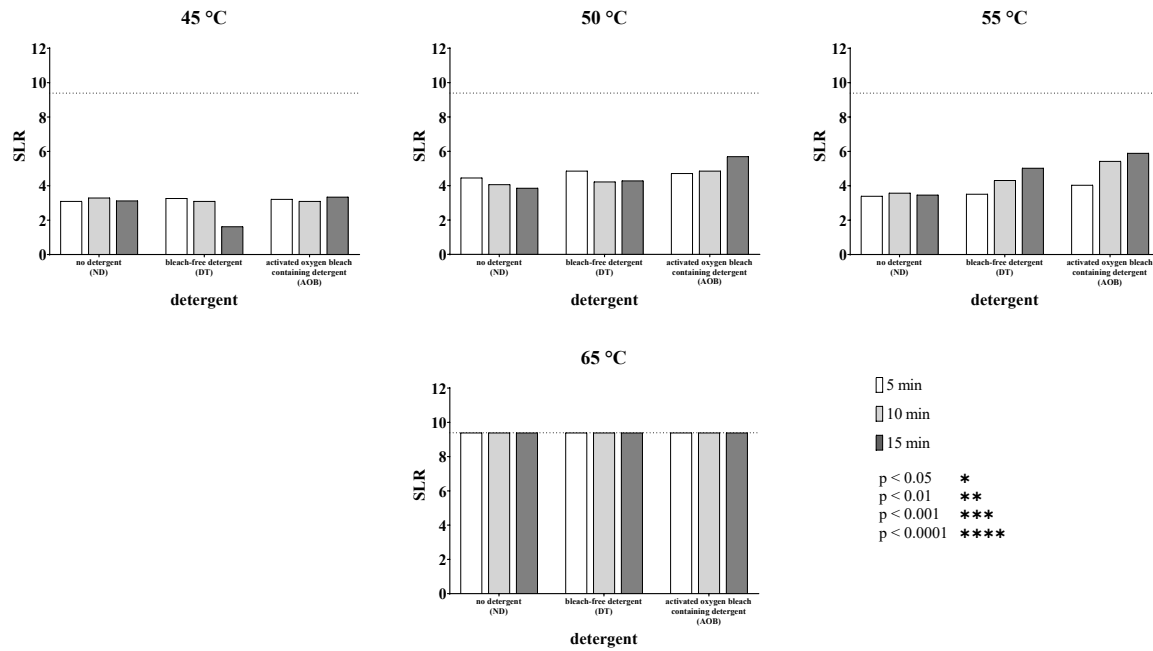 45 °C
12
10
8
6
4
2
0
SLR
no detergent
(ND)
bleach-free detergent
(DT)
activated oxygen bleach
containing detergent
(AOB)
detergent
50 °C
12
10
8
6
4
2
0
SLR
no detergent
(ND)
bleach-free detergent
(DT)
activated oxygen bleach
containing detergent
(AOB)
detergent
55 °C
12
10
8
6
4
2
0
SLR
no detergent
(ND)
bleach-free detergent
(DT)
activated oxygen bleach
containing detergent
(AOB)
detergent
65 °C
12
10
8
6
4
2
0
SLR
no detergent
(ND)
bleach-free detergent
(DT)
activated oxygen bleach
containing detergent
(AOB)
detergent
5 min
10 min
15 min
p < 0.05 *
p < 0.01 **
p < 0.001 ***
p < 0.0001 ****